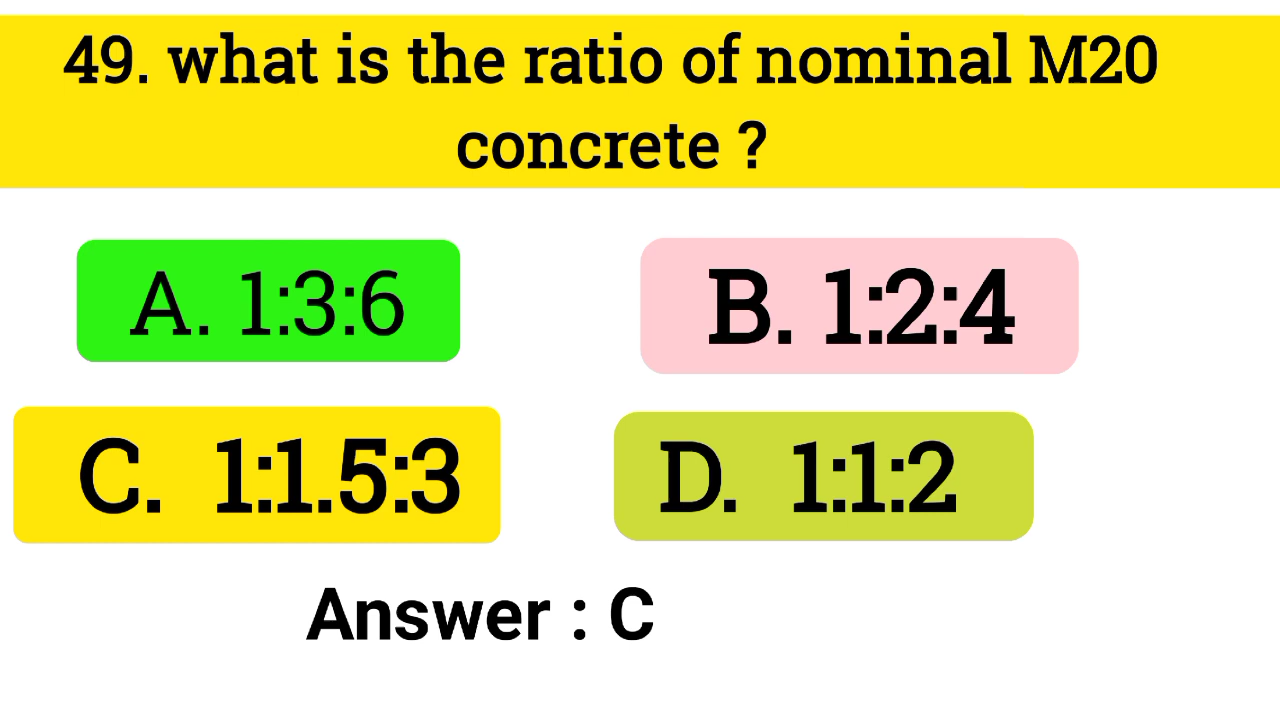 49. what is the ratio of nominal M20
concrete ?
A. 1:3:6
B. 1:2:4
C. 1:1.5:3
D. 1:1:2
Answer : C